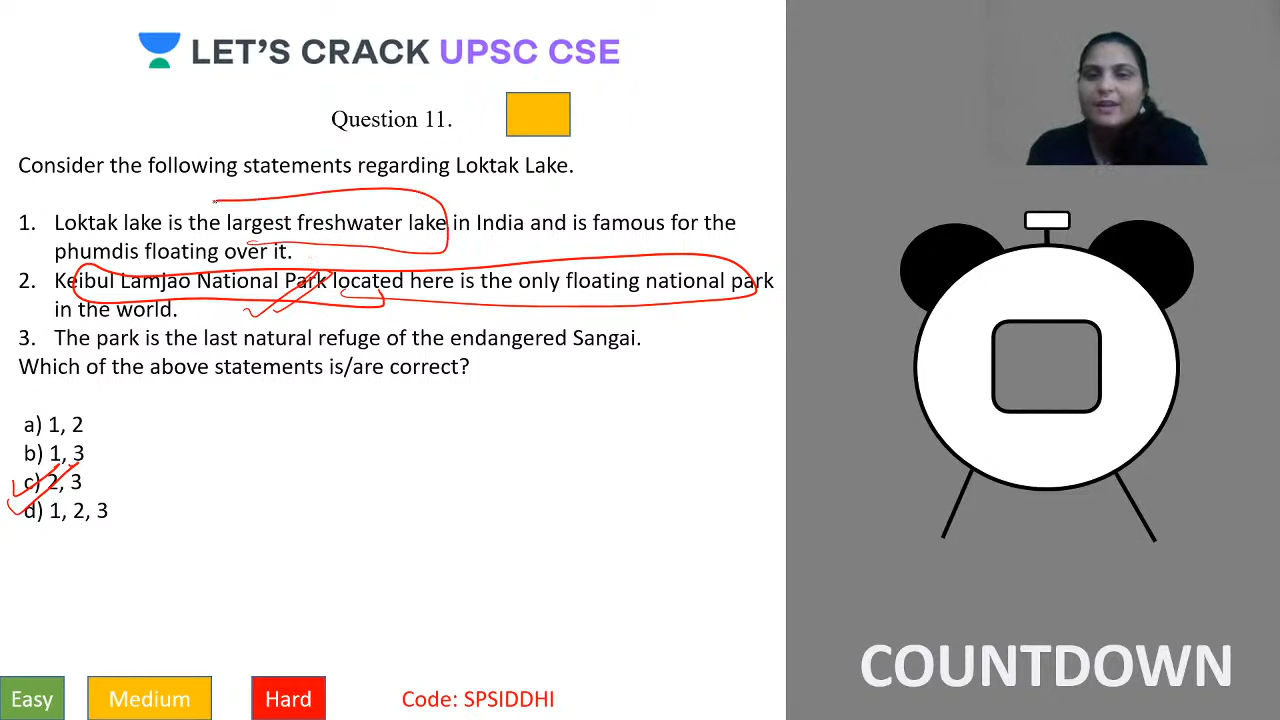 LET'S CRACK UPSC CSE
Question 11.
Consider the following statements regarding Loktak Lake.
1. Loktak lake is the largest freshwater lake in India and is famous for the
phumdis floating over it.
2. Keibul Lamjao National Park located here is the only floating national park
in the world.
3. The park is the last natural refuge of the endangered Sangai.
Which of the above statements is/are correct?
a) 1, 2
b) 1, 3
c) 2, 3
d) 1, 2, 3
Easy
Medium
Hard
Code: SPSIDDHI
COUNTDOWN